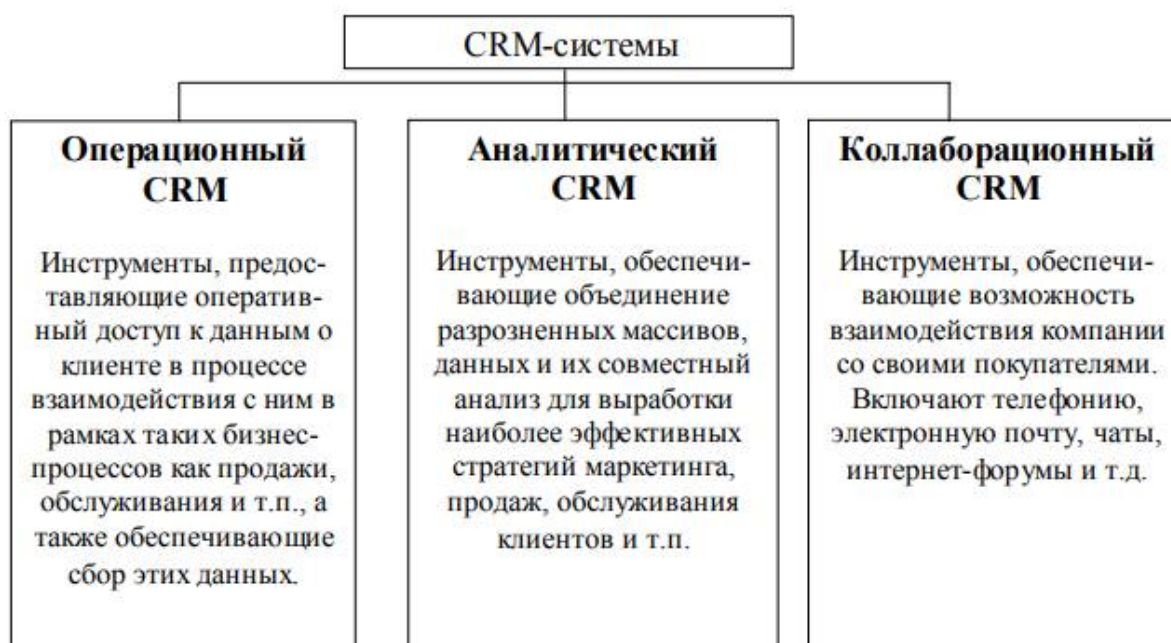 CRM-системы
Операционный
CRM
Инструменты, предос-
тавляющие оператив-
ный доступ к данным о
клиенте в процессе
взаимодействия с ним в
рамках таких бизнес-
процессов как продажи,
обслуживания и т.п., а
также обеспечивающие
сбор этих данных.
Аналитический
CRM
Инструменты, обеспечи-
вающие объединение
разрозненных массивов,
данных и их совместный
анализ для выработки
наиболее эффективных
стратегий маркетинга,
продаж, обслуживания
клиентов и т.п.
Коллаборационный
CRM
Инструменты, обеспечи-
вающие возможность
взаимодействия компании
со своими покупателями.
Включают телефонию,
электронную почту, чаты,
интернет-форумы и т.д.